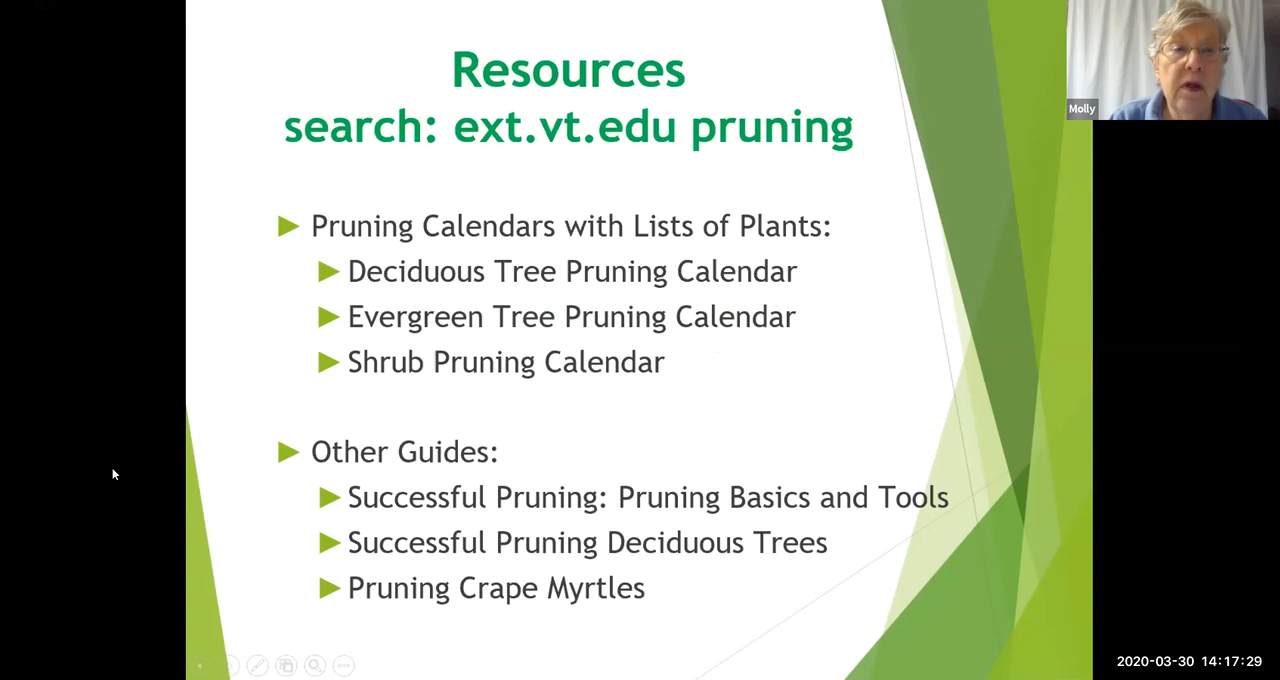 Resources
search: ext.vt.edu pruning
Molly
Pruning Calendars with Lists of Plants:
Deciduous Tree Pruning Calendar
Evergreen Tree Pruning Calendar
Shrub Pruning Calendar
Other Guides:
Successful Pruning: Pruning Basics and Tools
Successful Pruning Deciduous Trees
Pruning Crape Myrtles
2020-03-30 14:17:29